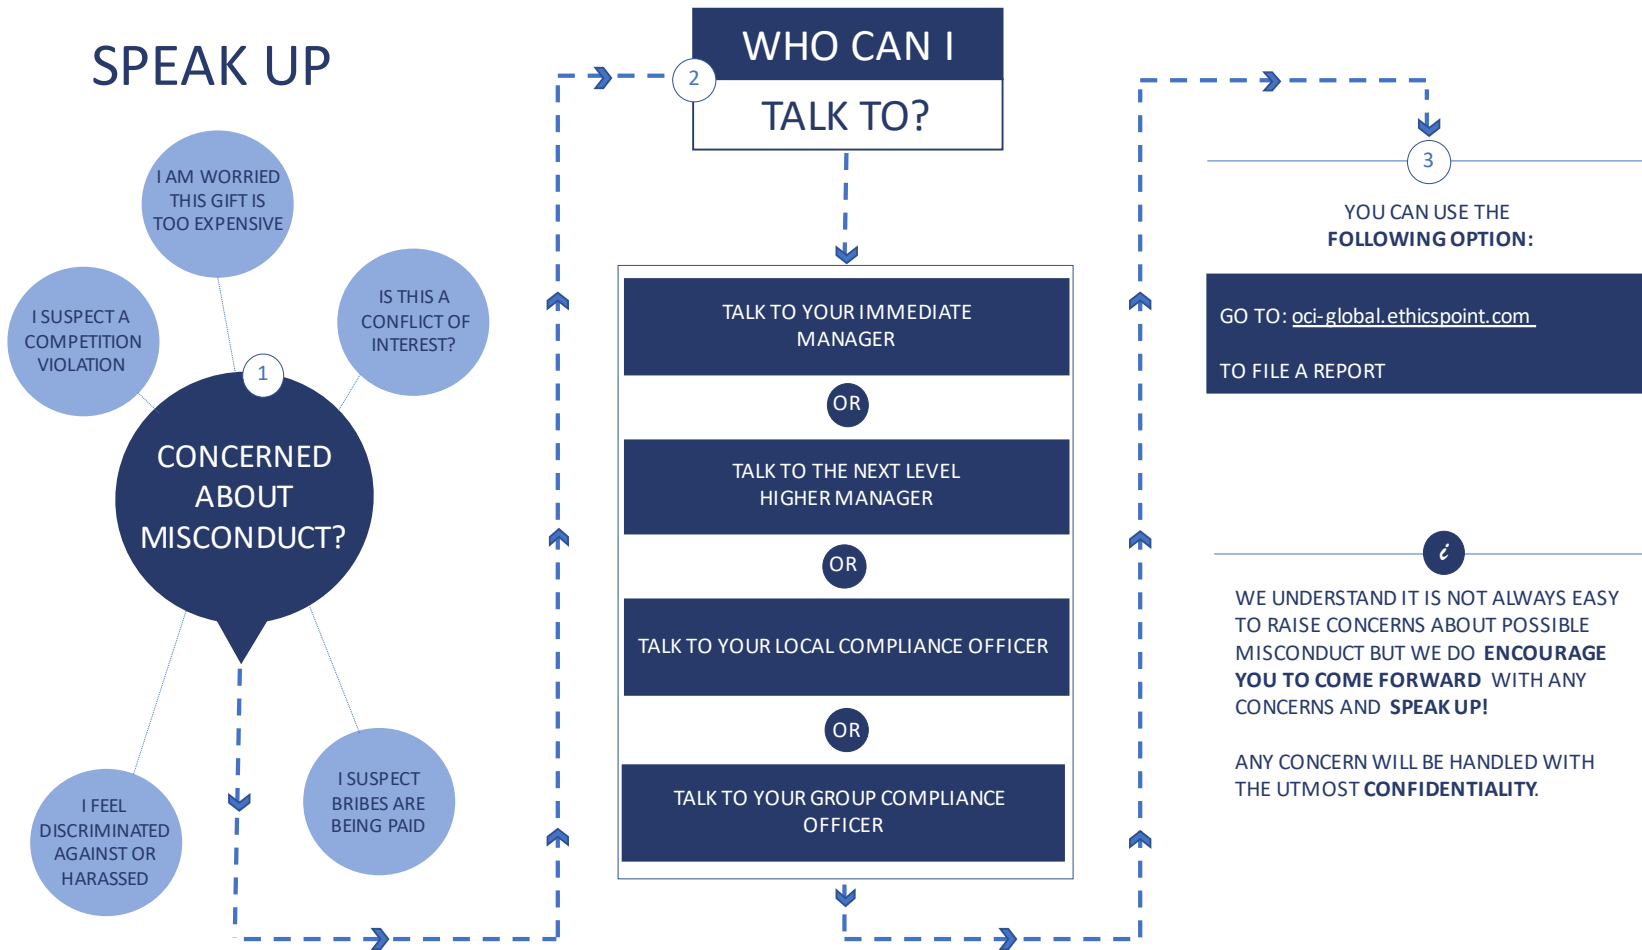 SPEAK UP
I AM WORRIED
THIS GIFT IS
TOO EXPENSIVE
I SUSPECT A
COMPETITION
VIOLATION
IS THIS A
CONFLICT OF
INTEREST?
1
CONCERNED
ABOUT
MISCONDUCT?
I FEEL
DISCRIMINATED
AGAINST OR
HARASSED
I SUSPECT
BRIBES ARE
BEING PAID
2
WHO CAN I
TALK TO?
TALK TO YOUR IMMEDIATE
MANAGER
OR
TALK TO THE NEXT LEVEL
HIGHER MANAGER
OR
TALK TO YOUR LOCAL COMPLIANCE OFFICER
OR
TALK TO YOUR GROUP COMPLIANCE
OFFICER
3
YOU CAN USE THE
FOLLOWING OPTION:
GO TO: oci-global.ethicspoint.com
TO FILE A REPORT
i
WE UNDERSTAND IT IS NOT ALWAYS EASY
TO RAISE CONCERNS ABOUT POSSIBLE
MISCONDUCT BUT WE DO ENCOURAGE
YOU TO COME FORWARD WITH ANY
CONCERNS AND SPEAK UP!
ANY CONCERN WILL BE HANDLED WITH
THE UTMOST CONFIDENTIALITY.